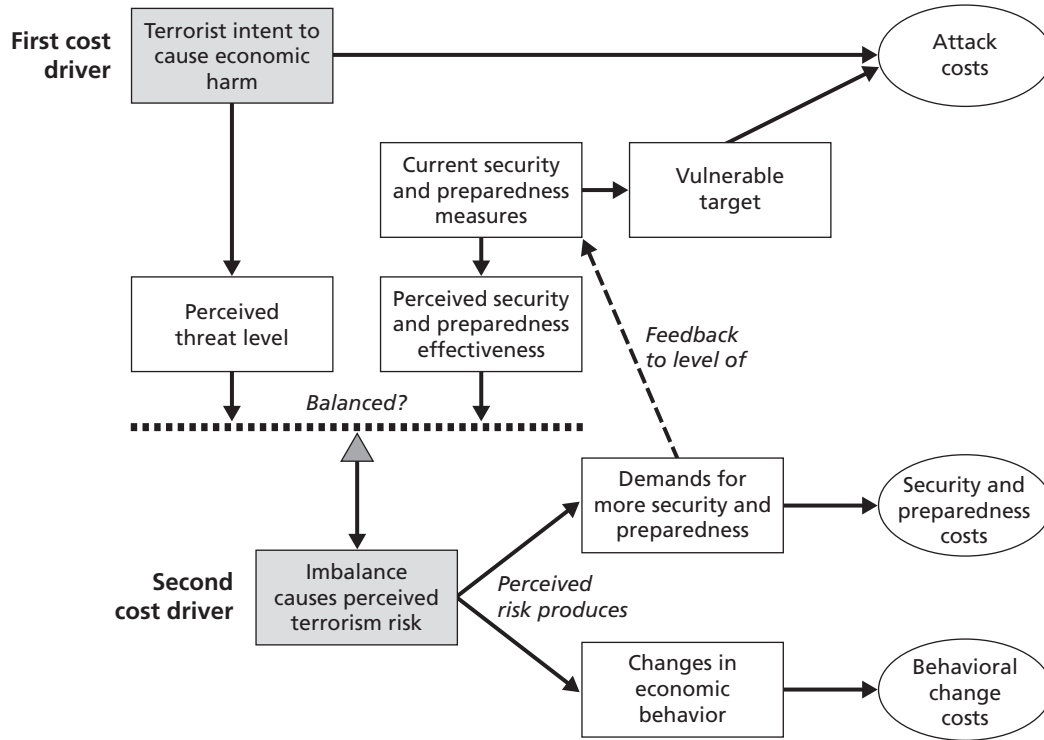 First cost
driver
Terrorist intent to
cause economic
harm
Attack
costs
Current security
and preparedness
measures
Vulnerable
target
Perceived
threat level
Perceived security
and preparedness
effectiveness
Feedback
to level of
Balanced?
Demands for
more security and
preparedness
Security and
preparedness
costs
Second
cost driver
Imbalance
causes perceived
terrorism risk
Perceived
risk produces
Changes in
economic
behavior
Behavioral
change
costs